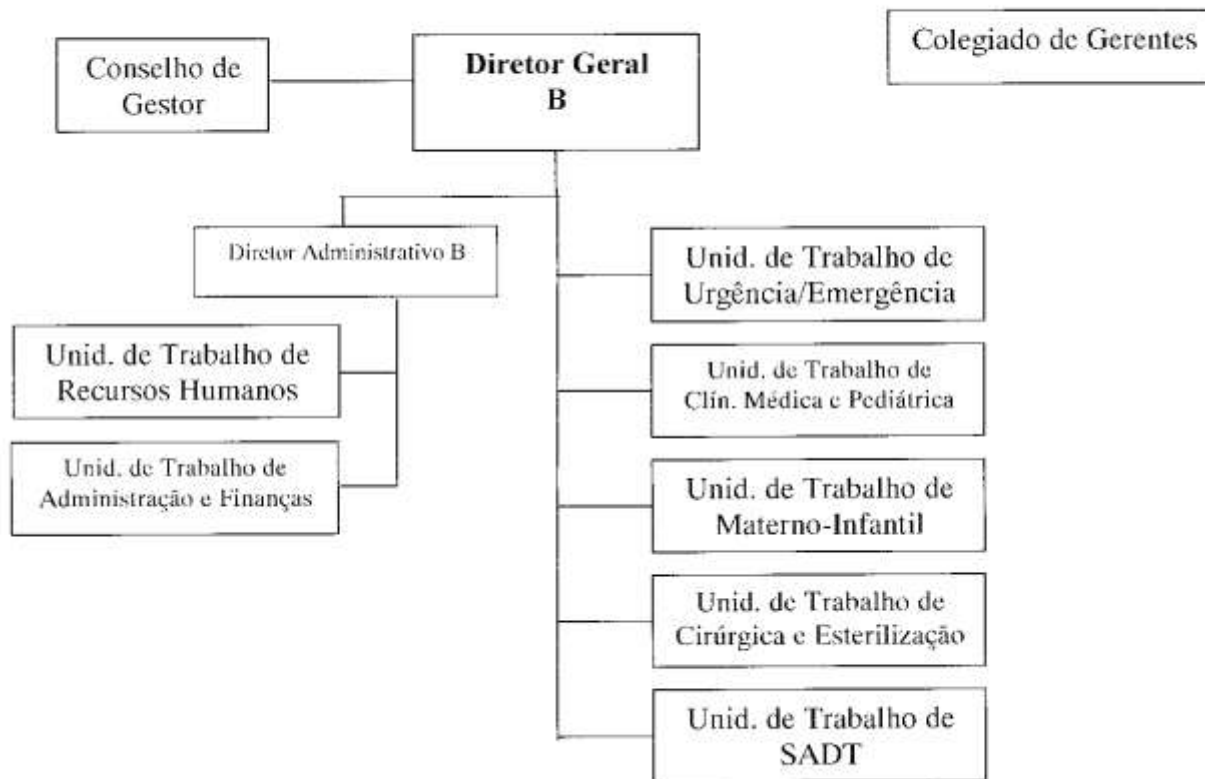 Conselho de
Gestor
Diretor Geral
B
Colegiado de Gerentes
Diretor Administrativo B
Unid. de Trabalho de
Recursos Humanos
Unid. de Trabalho de
Administração e Finanças
Unid. de Trabalho de
Urgência/Emergência
Unid. de Trabalho de
Clín. Médica e Pediátrica
Unid. de Trabalho de
Materno-Infantil
Unid. de Trabalho de
Cirúrgica e Esterilização
Unid. de Trabalho de
SADT